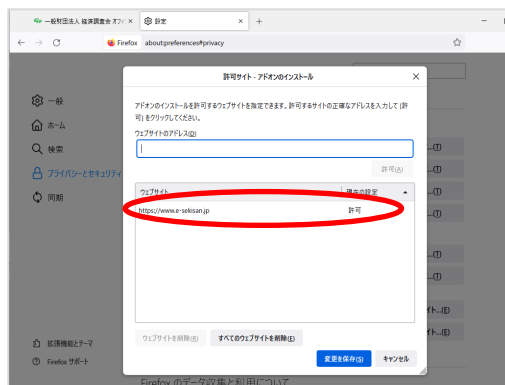 一般財団法人 経済調査会 オフィ
設定
Firefox about:preferences#privacy
許可サイト - アドオンのインストール
一般
ホーム
検索
プライバシーとセキュリティ
同期
拡張機能とテーマ
Firefox サポート
アドオンのインストールを許可するウェブサイトを指定できます。許可するサイトの正確なアドレスを入力して [許
可] をクリックしてください。
ウェブサイトのアドレス(D)
許可(A)
ウェブサイト 現在の設定
https://www.e-sekisan.jp 許可
ウェブサイトを削除(R) すべてのウェブサイトを削除(E)
変更を保存(S) キャンセル
...(T)
...(T)
...(T)
...(T)
...(T)
...(T)
イト...(E)
イト...(E)
Firefox のデータ収集と利用について